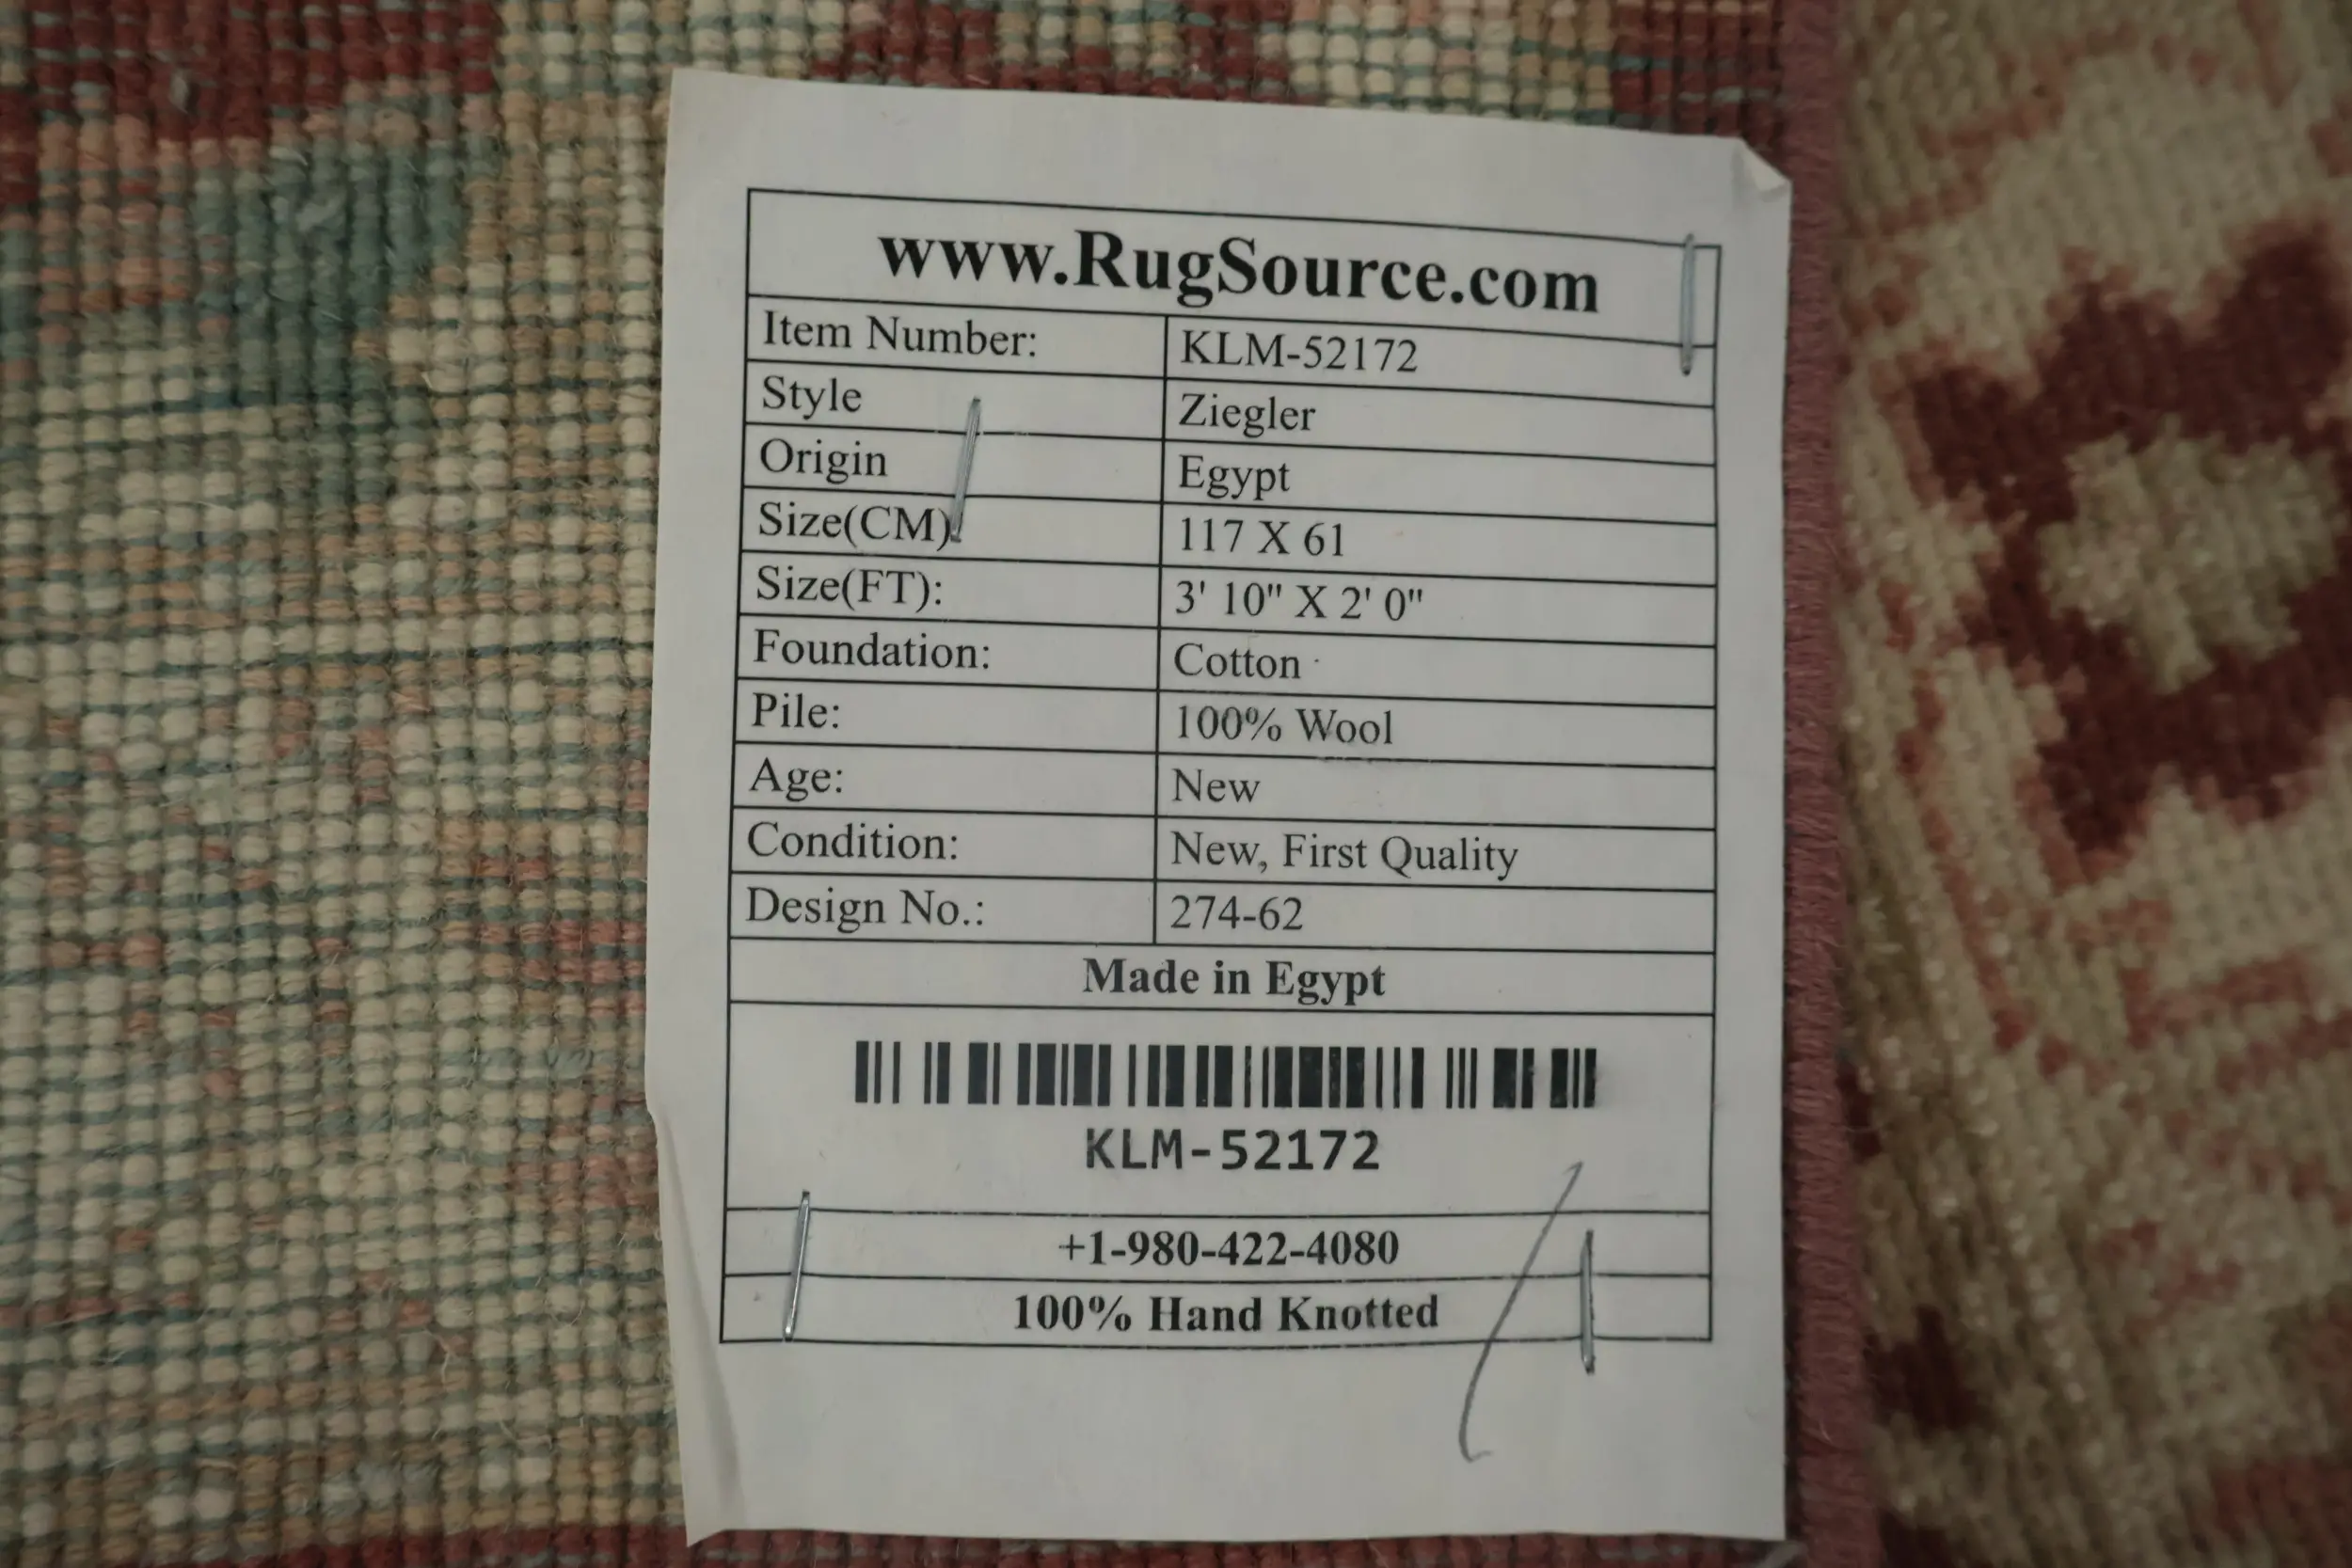 www.RugSource.com
Item Number: KLM-52172
Style Ziegler
Origin Egypt
Size(CM) 117 X 61
Size(FT): 3' 10" X 2' 0"
Foundation: Cotton
Pile: 100% Wool
Age: New
Condition: New, First Quality
Design No.: 274-62
Made in Egypt
KLM-52172
+1-980-422-4080
100% Hand Knotted